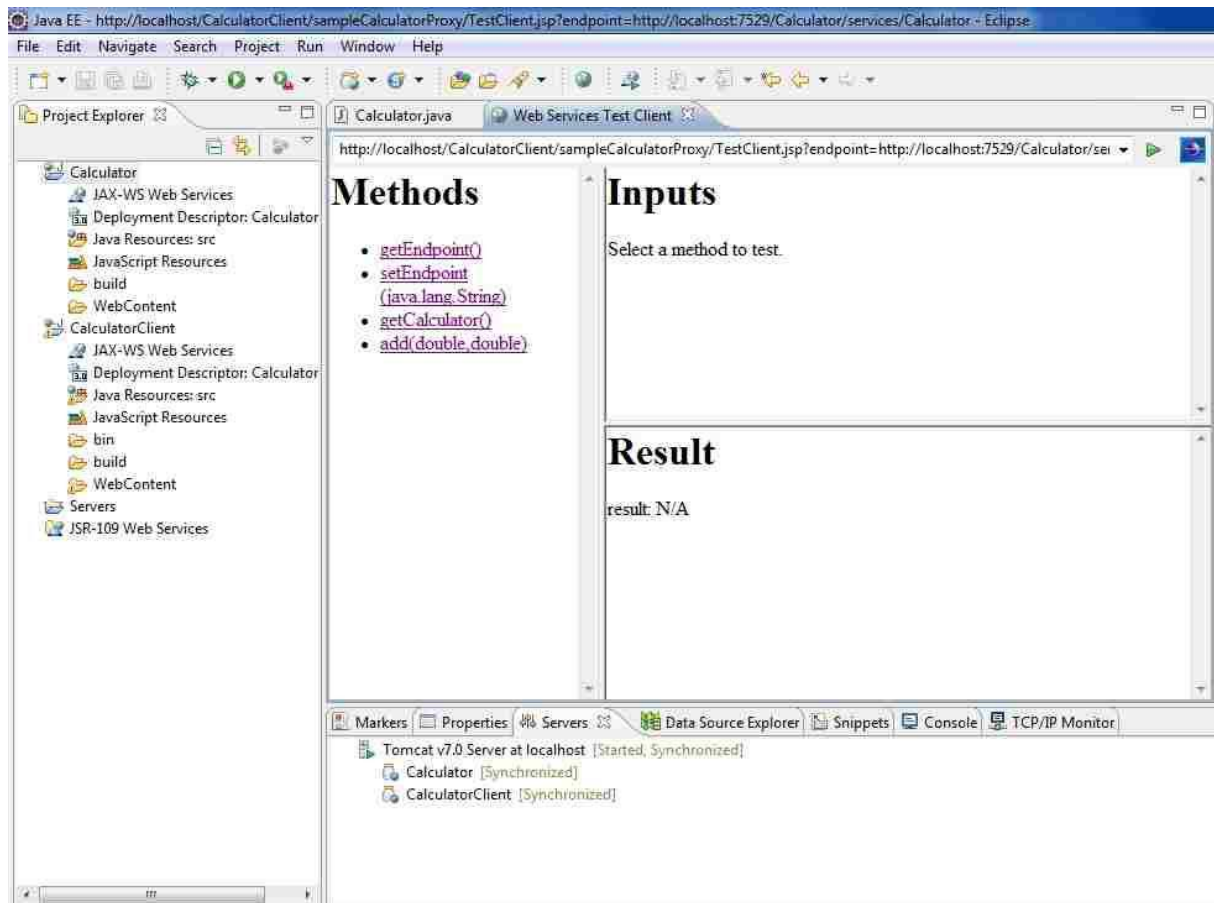 Java EE - http://localhost/CalculatorClient/sampleCalculatorProxy/TestClient.jsp?endpoint=http://localhost:7529/Calculator/services/Calculator - Eclipse
File Edit Navigate Search Project Run Window Help
Project Explorer
Calculator
JAX-WS Web Services
Deployment Descriptor: Calculator
Java Resources: src
JavaScript Resources
build
WebContent
CalculatorClient
JAX-WS Web Services
Deployment Descriptor: Calculator
Java Resources: src
JavaScript Resources
bin
build
WebContent
Servers
JSR-109 Web Services
Calculator.java Web Services Test Client
http://localhost/CalculatorClient/sampleCalculatorProxy/TestClient.jsp?endpoint=http://localhost:7529/Calculator/sei
Methods
getEndpoint()
setEndpoint
(java.lang.String)
getCalculator()
add(double,double)
Inputs
Select a method to test.
Result
result: N/A
Markers Properties Servers Data Source Explorer Snippets Console TCP/IP Monitor
Tomcat v7.0 Server at localhost [Started, Synchronized]
Calculator [Synchronized]
CalculatorClient [Synchronized]